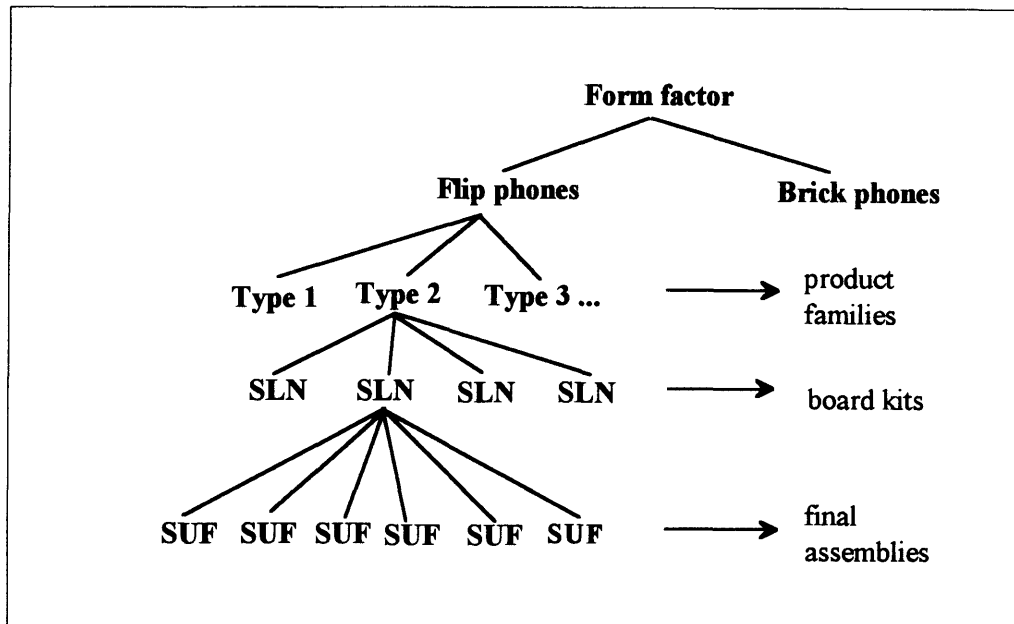 Form factor
Flip phones Brick phones
Type 1 Type 2 Type 3 ... product
families
SLN SLN SLN SLN board kits
SUF SUF SUF SUF SUF SUF final
assemblies